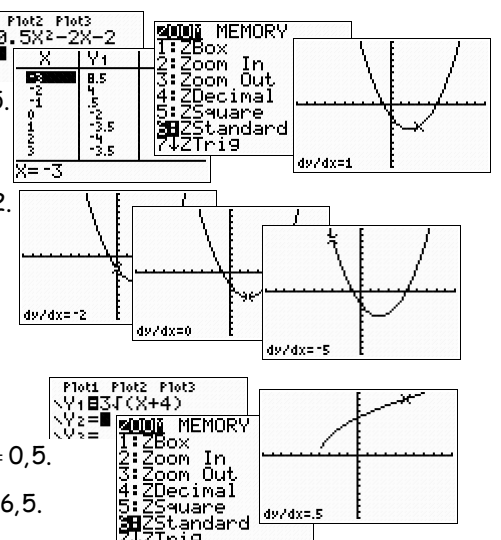 Plot2 Plot3
0.5X²-2X-2
X Y₁
-3 8.5
-2 4
-1 .5
0 -2
1 -3.5
2 -4
3 -3.5
X=-3
ZOOM MEMORY
1:ZBox
2:Zoom In
3:Zoom Out
4:ZDecimal
5:ZSquare
6:ZStandard
7↓ZTrig
dy/dx=1
2.
dy/dx=-2
dy/dx=0
dy/dx=-5
Plot1 Plot2 Plot3
\Y₁=3√(X+4)
\Y₂=
\Y₃=
ZOOM MEMORY
1:ZBox
2:Zoom In
3:Zoom Out
4:ZDecimal
5:ZSquare
6:ZStandard
7↓ZTrig
dy/dx=.5
= 0,5.
6,5.